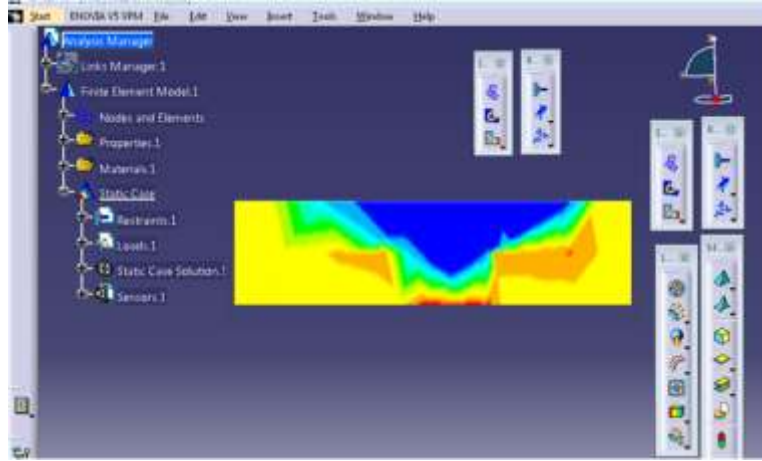 Start ENOVIA V5 VPM File Edit View Insert Tools Window Help
Analysis Manager
Links Manager.1
Finite Element Model.1
Nodes and Elements
Properties.1
Materials.1
Static Case
Restraints.1
Loads.1
Static Case Solution.1
Sensors.1